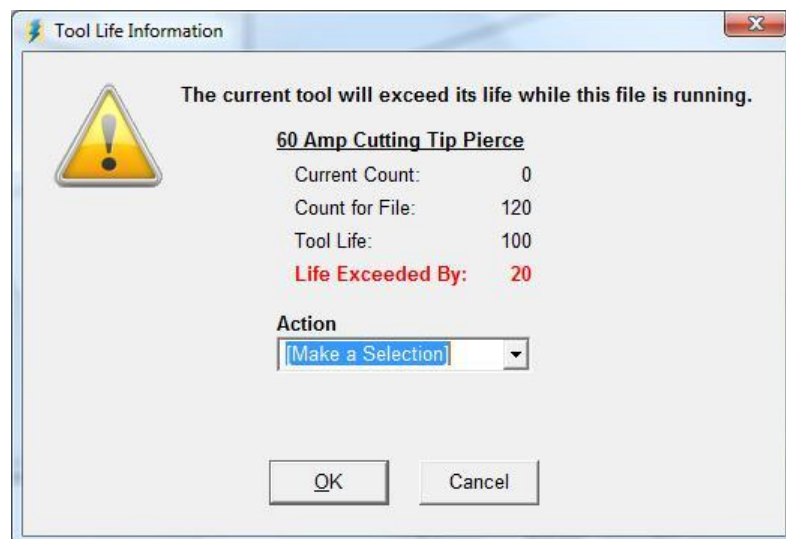 Tool Life Information
The current tool will exceed its life while this file is running.
60 Amp Cutting Tip Pierce
Current Count: 0
Count for File: 120
Tool Life: 100
Life Exceeded By: 20
Action
[Make a Selection]
OK Cancel